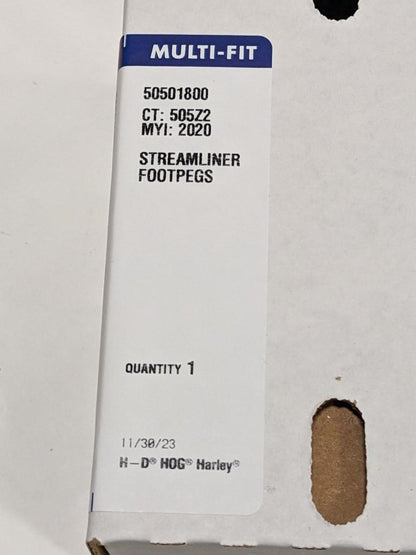 MULTI-FIT
50501800
CT: 505Z2
MYI: 2020
STREAMLINER
FOOTPEGS
QUANTITY 1
11/30/23
H-D® HOG® Harley®